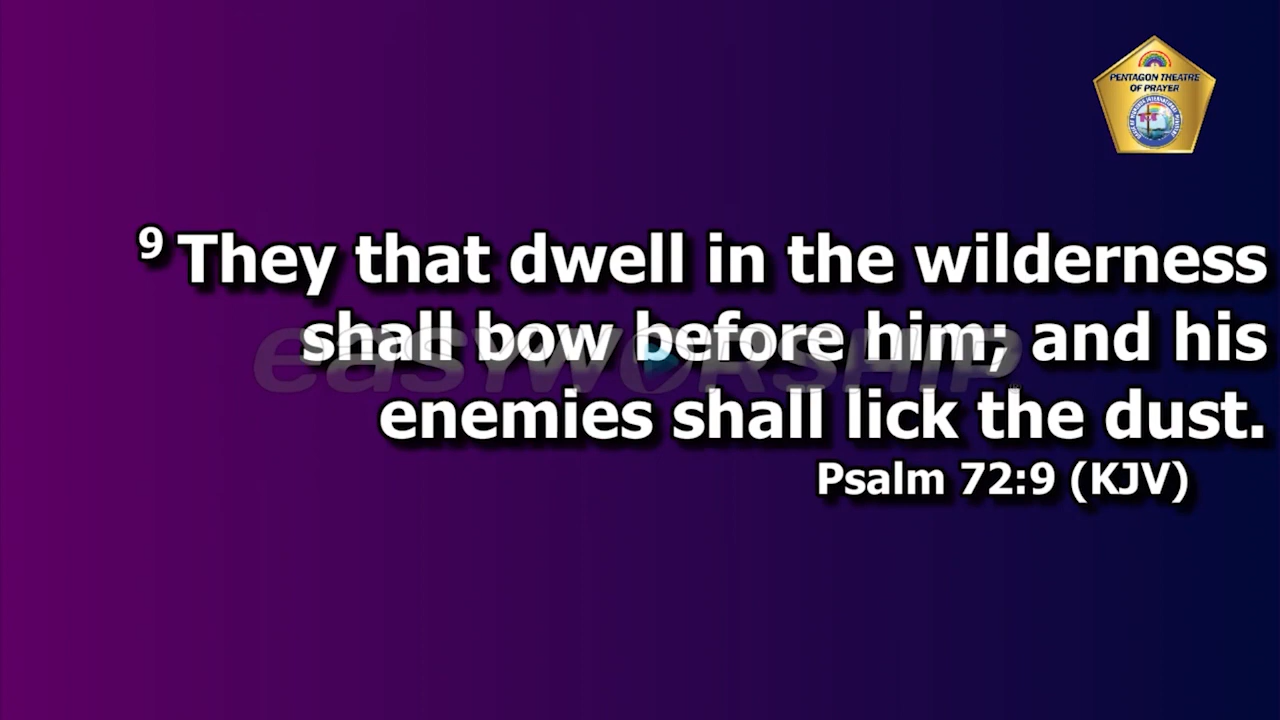 PENTAGON THEATRE
OF PRAYER
9 They that dwell in the wilderness
shall bow before him; and his
easyworship
enemies shall lick the dust.
Psalm 72:9 (KJV)